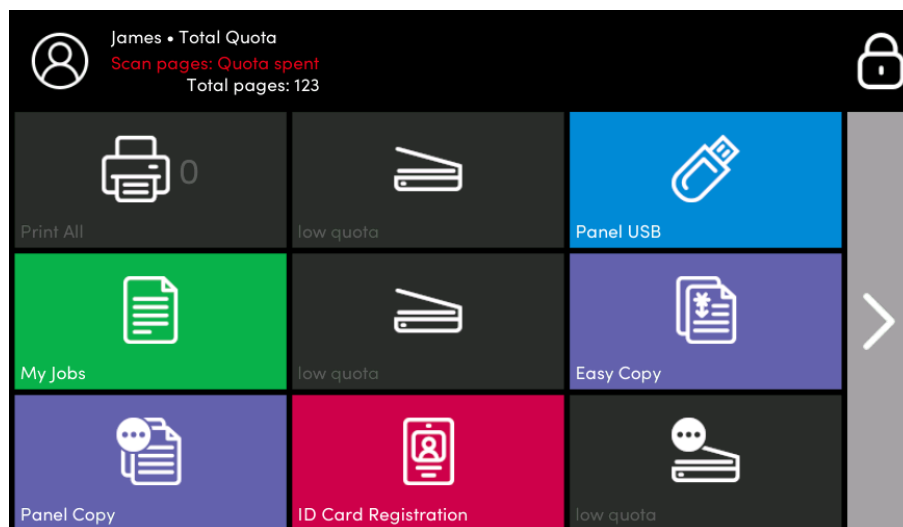 James • Total Quota
Scan pages: Quota spent
Total pages: 123
0
Print All
low quota
Panel USB
My Jobs
low quota
Easy Copy
Panel Copy
ID Card Registration
low quota